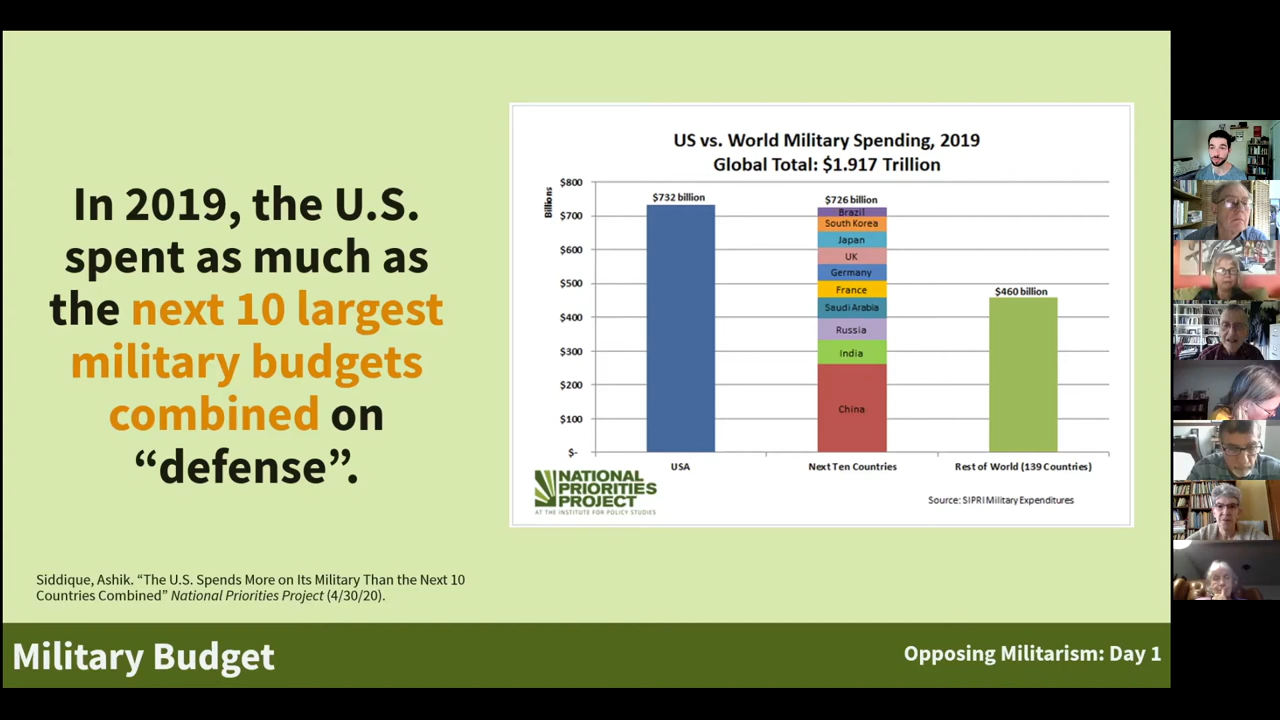 In 2019, the U.S.
spent as much as
the next 10 largest
military budgets
combined on
“defense”.
Siddique, Ashik. “The U.S. Spends More on Its Military Than the Next 10
Countries Combined” National Priorities Project (4/30/20).
US vs. World Military Spending, 2019
Global Total: $1.917 Trillion
Billions
$800
$700
$600
$500
$400
$300
$200
$100
$-
$732 billion
$726 billion
Brazil
South Korea
Japan
UK
Germany
France
Saudi Arabia
Russia
India
China
$460 billion
USA
Next Ten Countries
Rest of World (139 Countries)
NATIONAL
PRIORITIES
PROJECT
AT THE INSTITUTE FOR POLICY STUDIES
Source: SIPRI Military Expenditures
Military Budget
Opposing Militarism: Day 1